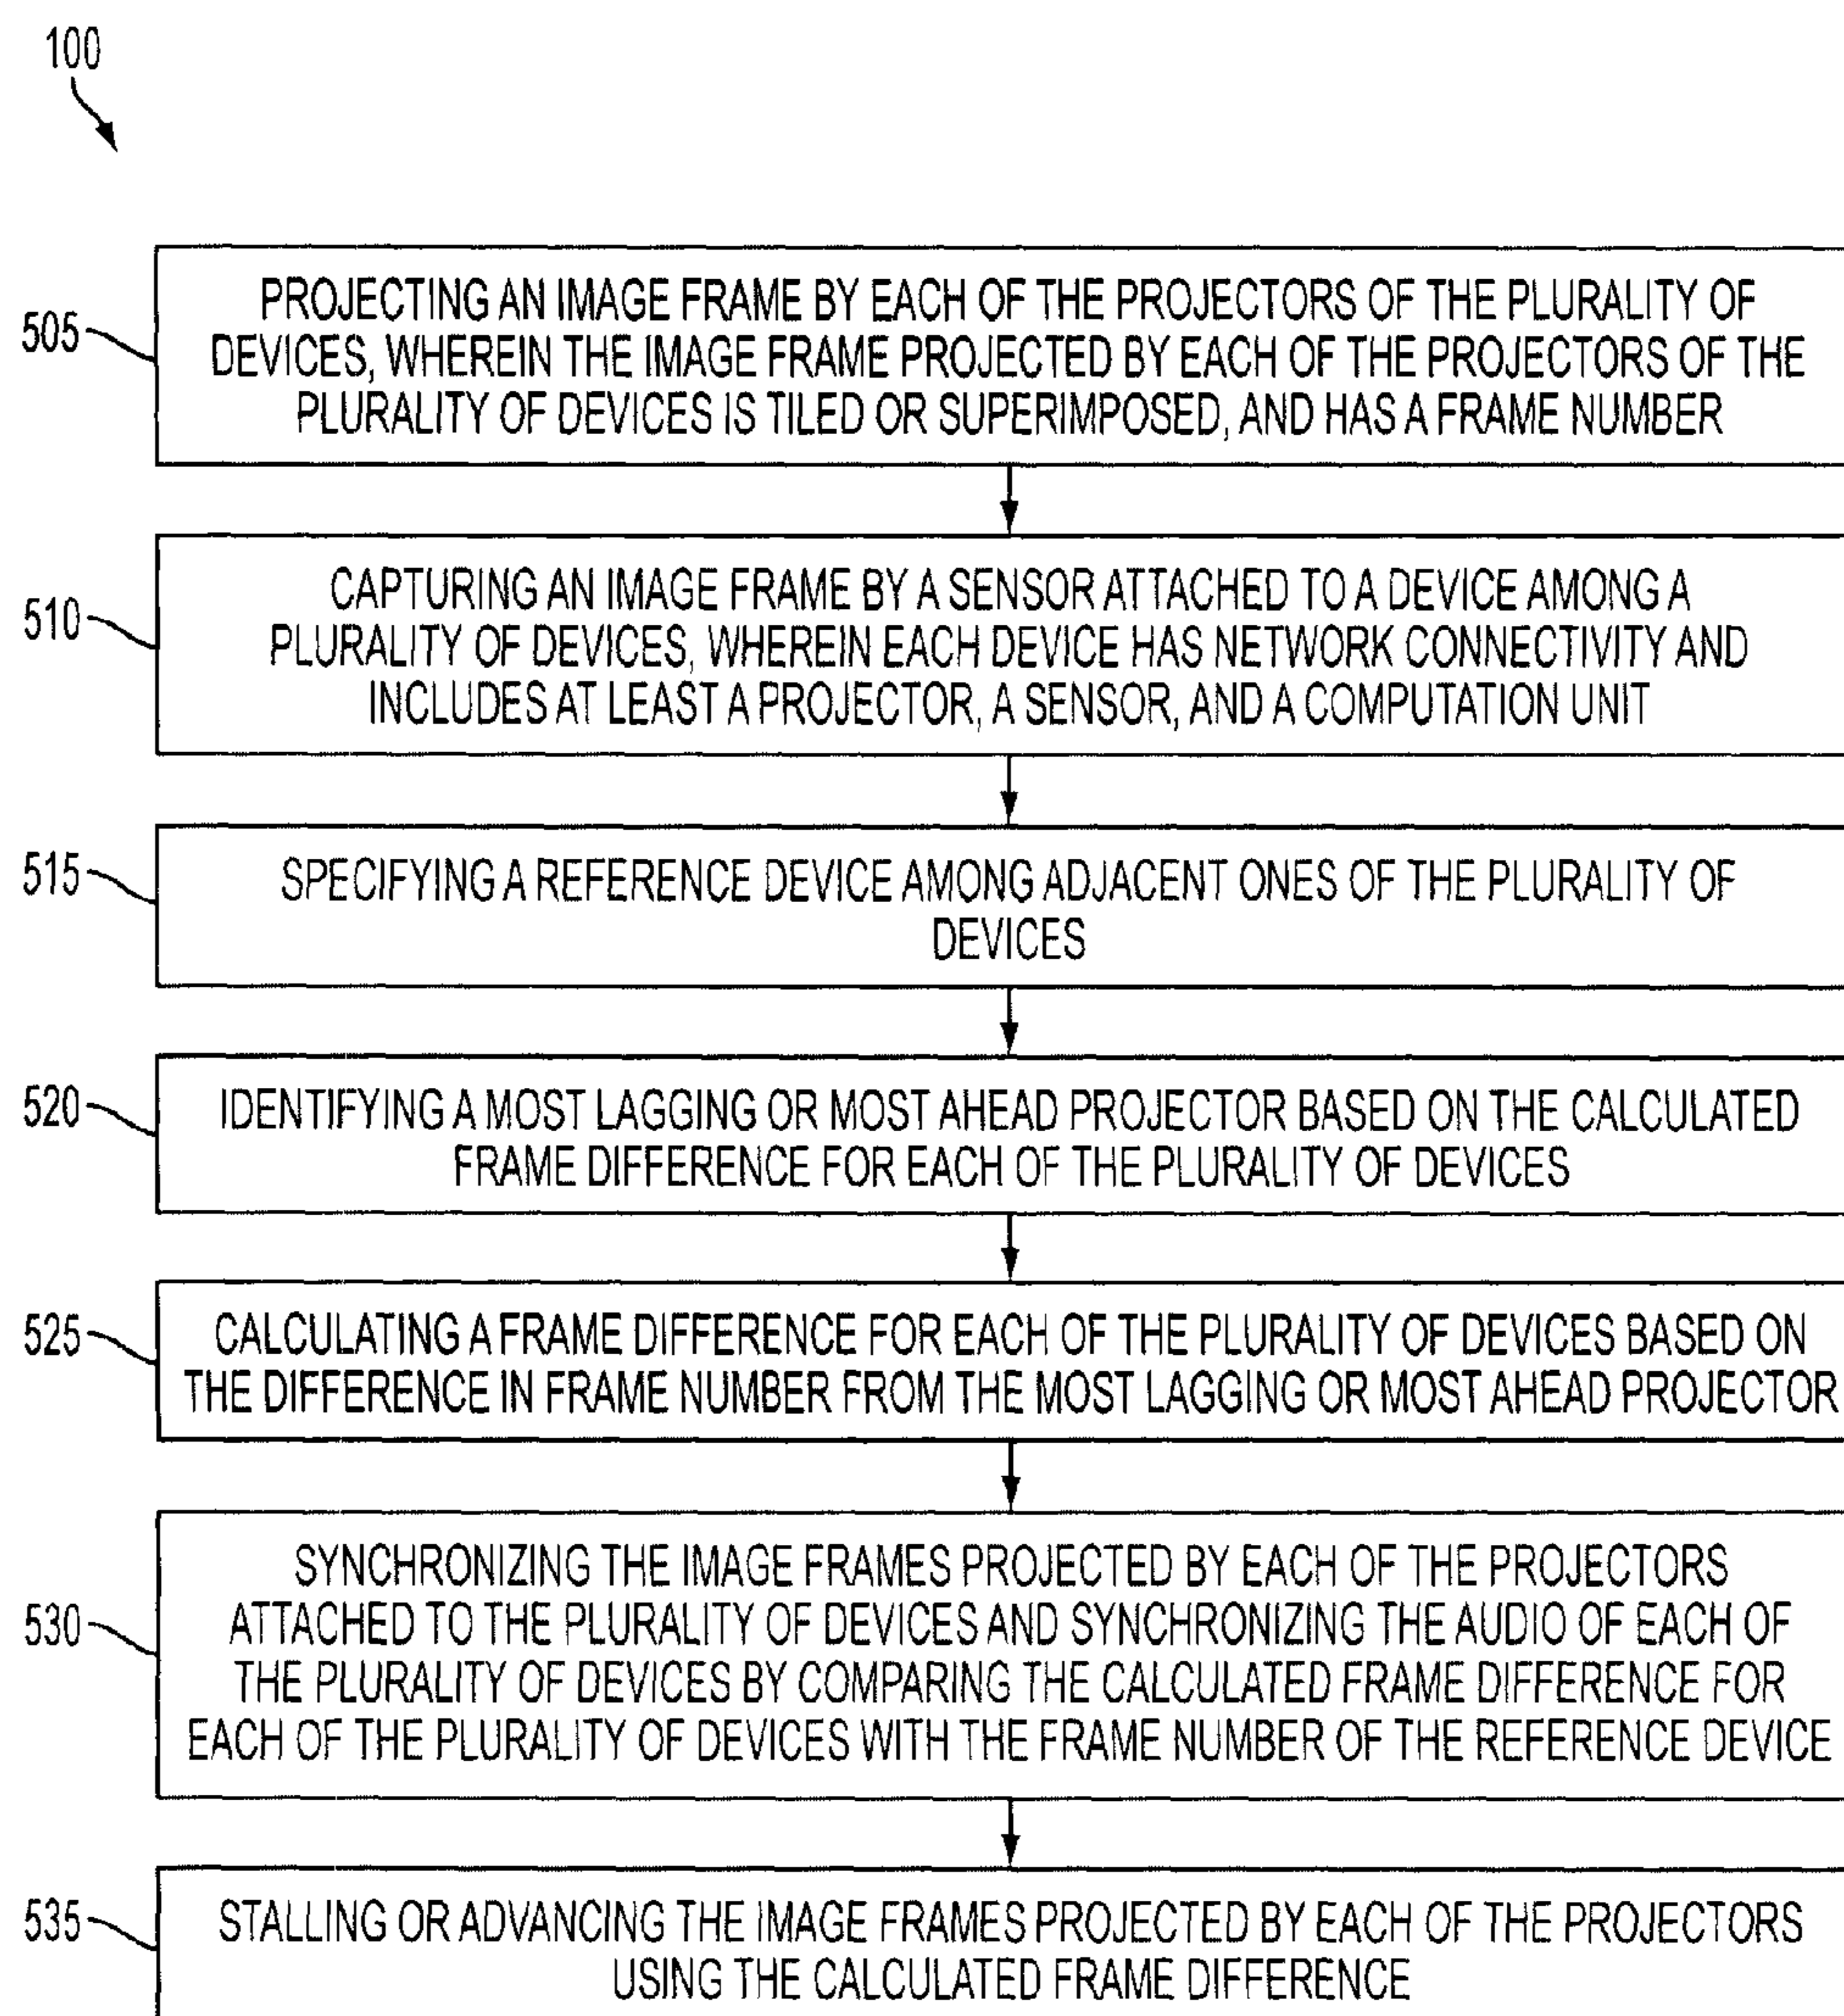 100
505
PROJECTING AN IMAGE FRAME BY EACH OF THE PROJECTORS OF THE PLURALITY OF
DEVICES, WHEREIN THE IMAGE FRAME PROJECTED BY EACH OF THE PROJECTORS OF THE
PLURALITY OF DEVICES IS TILED OR SUPERIMPOSED, AND HAS A FRAME NUMBER
510
CAPTURING AN IMAGE FRAME BY A SENSOR ATTACHED TO A DEVICE AMONG A
PLURALITY OF DEVICES, WHEREIN EACH DEVICE HAS NETWORK CONNECTIVITY AND
INCLUDES AT LEAST A PROJECTOR, A SENSOR, AND A COMPUTATION UNIT
515
SPECIFYING A REFERENCE DEVICE AMONG ADJACENT ONES OF THE PLURALITY OF
DEVICES
520
IDENTIFYING A MOST LAGGING OR MOST AHEAD PROJECTOR BASED ON THE CALCULATED
FRAME DIFFERENCE FOR EACH OF THE PLURALITY OF DEVICES
525
CALCULATING A FRAME DIFFERENCE FOR EACH OF THE PLURALITY OF DEVICES BASED ON
THE DIFFERENCE IN FRAME NUMBER FROM THE MOST LAGGING OR MOST AHEAD PROJECTOR
530
SYNCHRONIZING THE IMAGE FRAMES PROJECTED BY EACH OF THE PROJECTORS
ATTACHED TO THE PLURALITY OF DEVICES AND SYNCHRONIZING THE AUDIO OF EACH OF
THE PLURALITY OF DEVICES BY COMPARING THE CALCULATED FRAME DIFFERENCE FOR
EACH OF THE PLURALITY OF DEVICES WITH THE FRAME NUMBER OF THE REFERENCE DEVICE
535
STALLING OR ADVANCING THE IMAGE FRAMES PROJECTED BY EACH OF THE PROJECTORS
USING THE CALCULATED FRAME DIFFERENCE